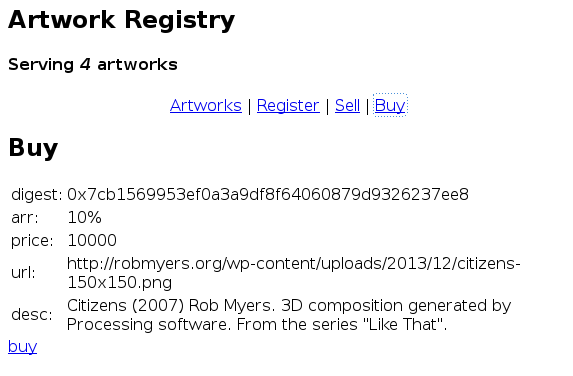 Artwork Registry
Serving 4 artworks
Artworks | Register | Sell | Buy
Buy
digest: 0x7cb1569953ef0a3a9df8f64060879d9326237ee8
arr: 10%
price: 10000
url: http://robmyers.org/wp-content/uploads/2013/12/citizens-
150x150.png
desc: Citizens (2007) Rob Myers. 3D composition generated by
Processing software. From the series "Like That".
buy